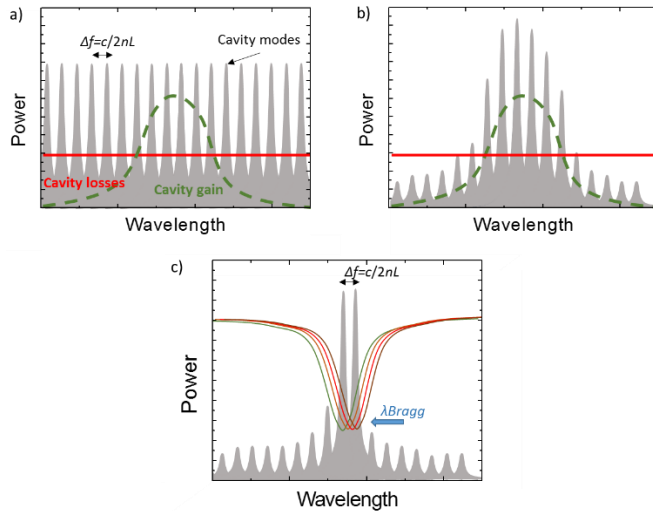 a)
Δf=c/2nL
Cavity modes
Power
Cavity losses
Cavity gain
Wavelength
b)
Power
Wavelength
c)
Δf=c/2nL
Power
λBragg
Wavelength